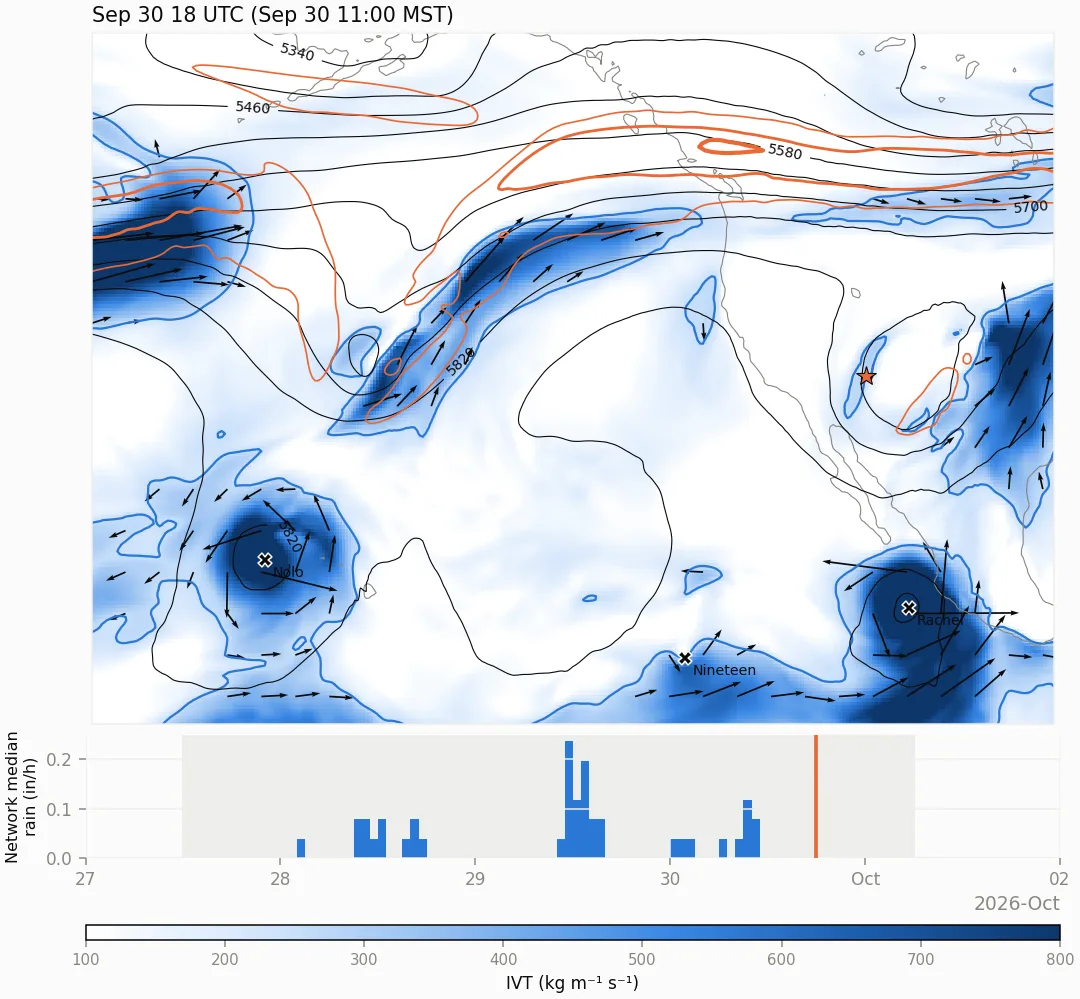 Sep 30 18 UTC (Sep 30 11:00 MST)
5340
5460
5580
5700
5820
5820
Nolo
Rachel
Nineteen
Network median
rain (in/h)
0.2
0.1
0.0
27
28
29
30
Oct
02
2026-Oct
100
200
300
400
500
600
700
800
IVT (kg m⁻¹ s⁻¹)